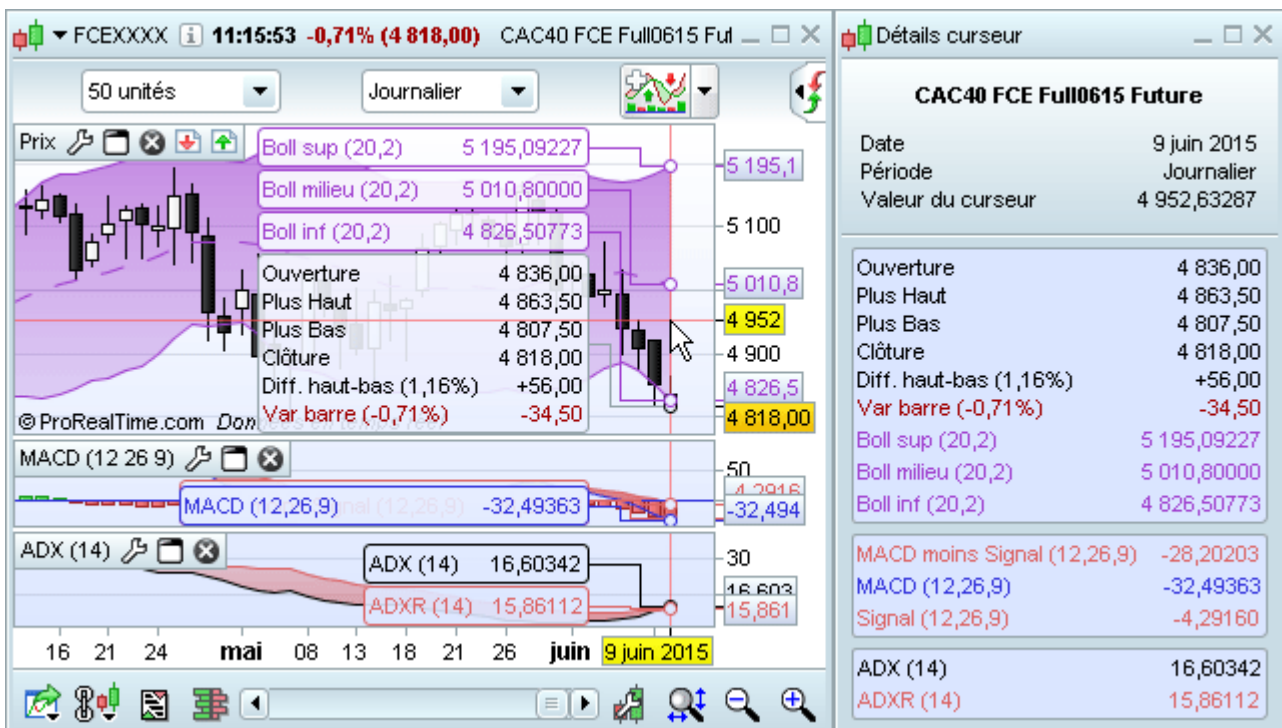 FCEXXXX 11:15:53 -0,71% (4 818,00) CAC40 FCE Full0615 Fut
50 unités Journalier
Prix
Boll sup (20,2) 5 195,09227
Boll milieu (20,2) 5 010,80000
Boll inf (20,2) 4 826,50773
Ouverture 4 836,00
Plus Haut 4 863,50
Plus Bas 4 807,50
Clôture 4 818,00
Diff. haut-bas (1,16%) +56,00
Var barre (-0,71%) -34,50
5 195,1
5 100
5 010,8
4 952
4 900
4 826,5
4 818,00
© ProRealTime.com Données en temps réel
MACD (12 26 9)
MACD (12,26,9) -32,49363
50
-4,2916
-32,494
ADX (14)
ADX (14) 16,60342
ADXR (14) 15,86112
30
16,603
15,861
16 21 24 mai 08 13 18 21 26 juin 9 juin 2015
Détails curseur
CAC40 FCE Full0615 Future
Date 9 juin 2015
Période Journalier
Valeur du curseur 4 952,63287
Ouverture 4 836,00
Plus Haut 4 863,50
Plus Bas 4 807,50
Clôture 4 818,00
Diff. haut-bas (1,16%) +56,00
Var barre (-0,71%) -34,50
Boll sup (20,2) 5 195,09227
Boll milieu (20,2) 5 010,80000
Boll inf (20,2) 4 826,50773
MACD moins Signal (12,26,9) -28,20203
MACD (12,26,9) -32,49363
Signal (12,26,9) -4,29160
ADX (14) 16,60342
ADXR (14) 15,86112